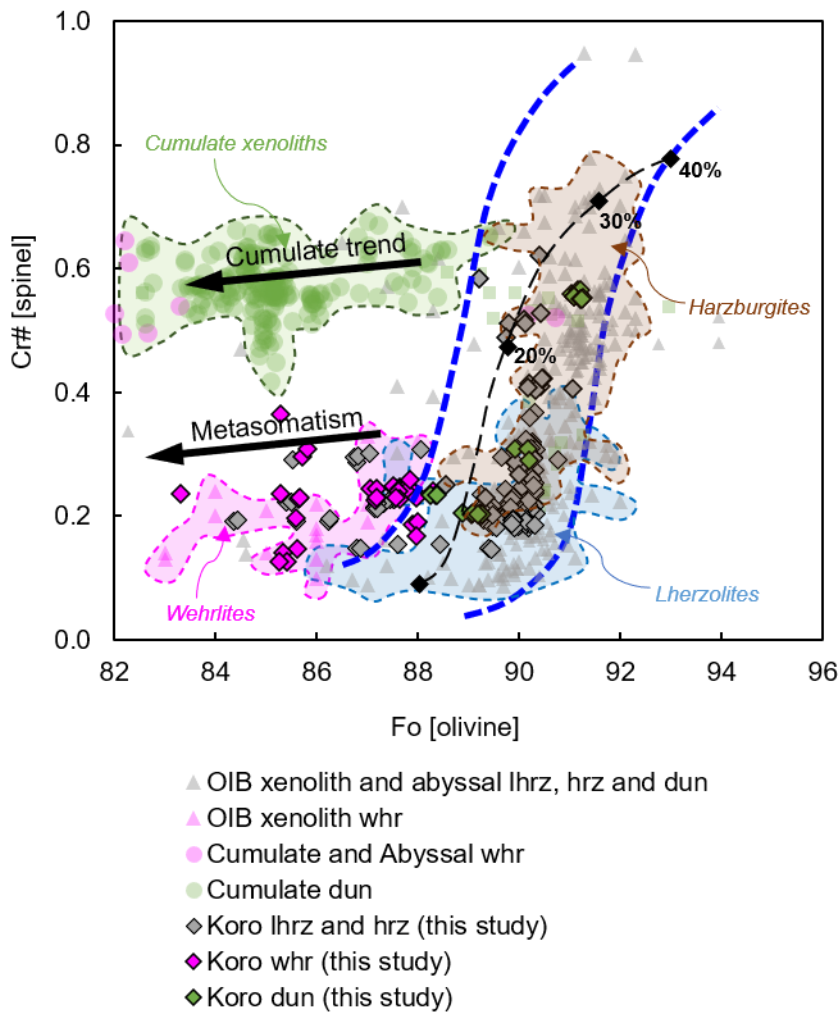 1.0
0.8
0.6
0.4
0.2
0.0
Cr# [spinel]
Cumulate xenoliths
40%
30%
Cumulate trend
Harzburgites
20%
Metasomatism
Wehrlites
Lherzolites
82 84 86 88 90 92 94 96
Fo [olivine]
OIB xenolith and abyssal lhrz, hrz and dun
OIB xenolith whr
Cumulate and Abyssal whr
Cumulate dun
Koro lhrz and hrz (this study)
Koro whr (this study)
Koro dun (this study)